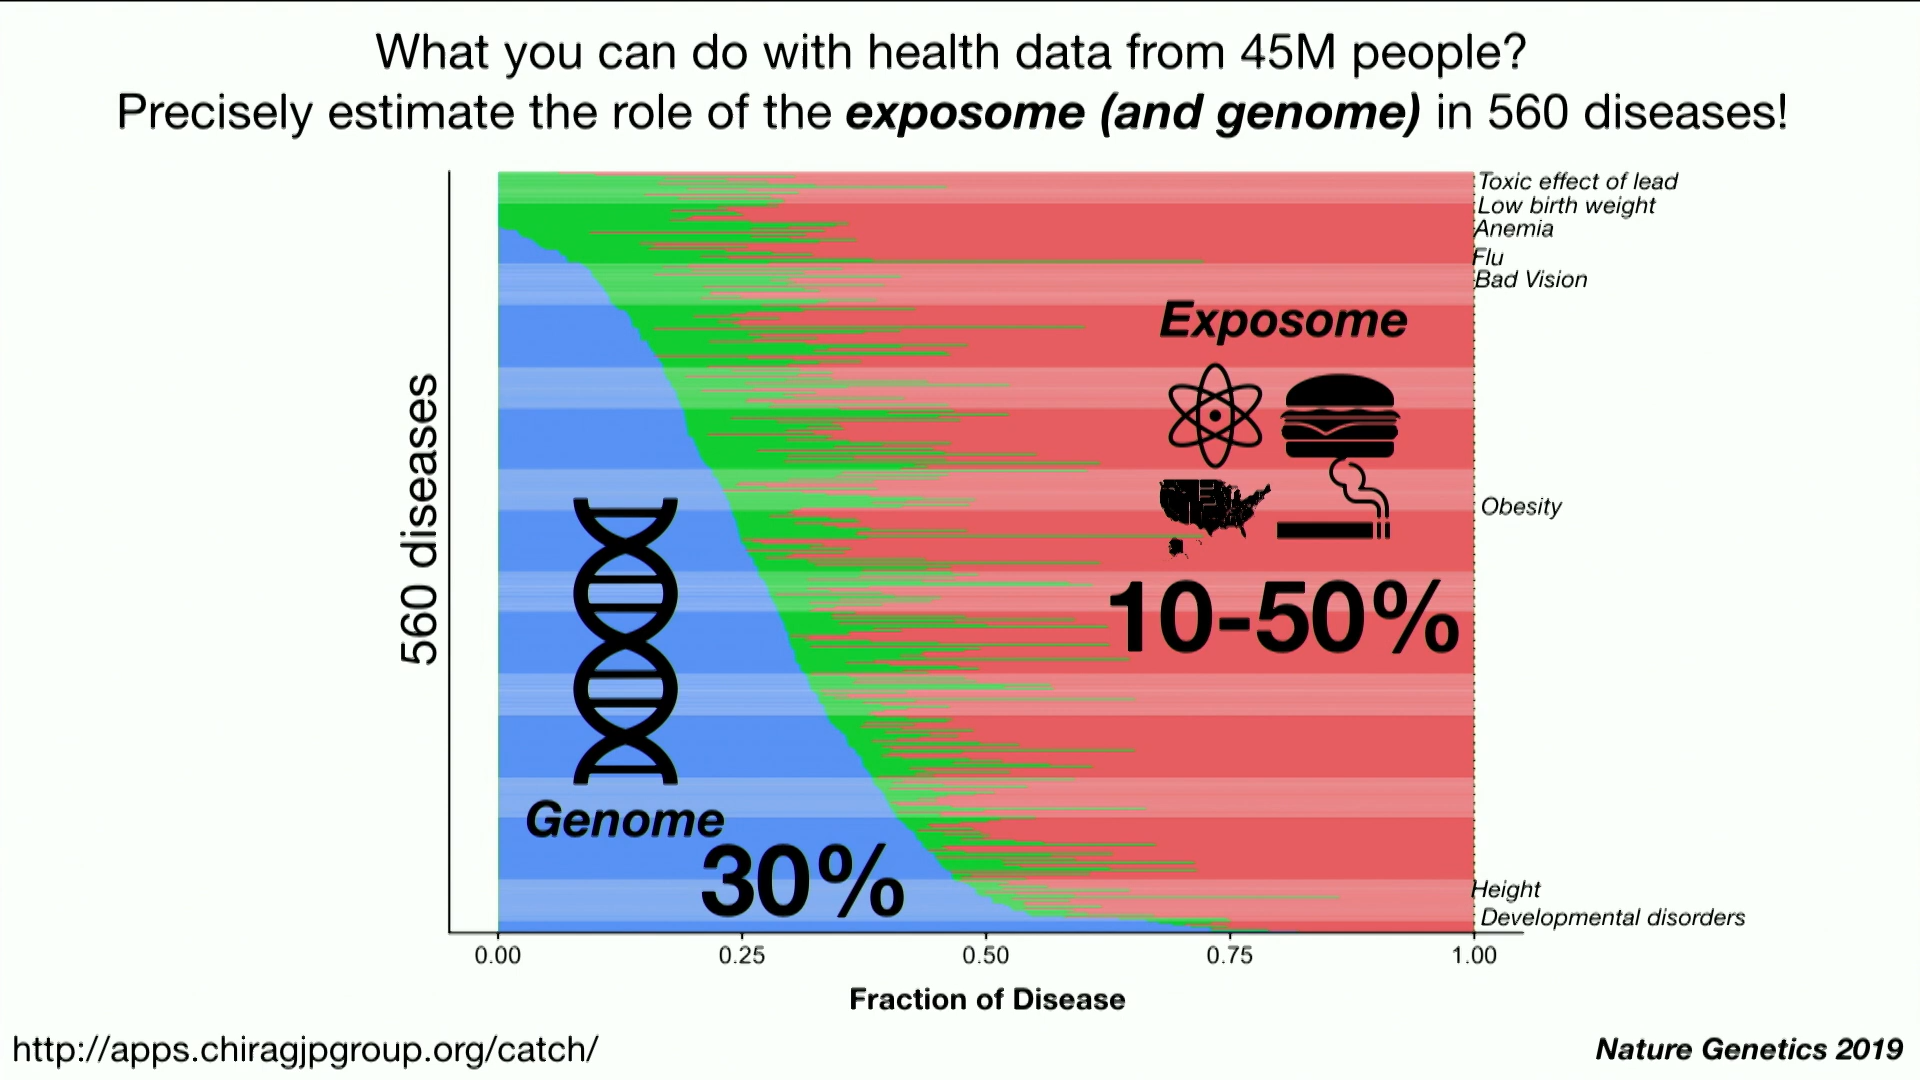 What you can do with health data from 45M people?
Precisely estimate the role of the exposome (and genome) in 560 diseases!
560 diseases
Toxic effect of lead
Low birth weight
Anemia
Flu
Bad Vision
Exposome
Obesity
10-50%
Genome
30%
Height
Developmental disorders
0.00 0.25 0.50 0.75 1.00
Fraction of Disease
http://apps.chiragjpgroup.org/catch/
Nature Genetics 2019